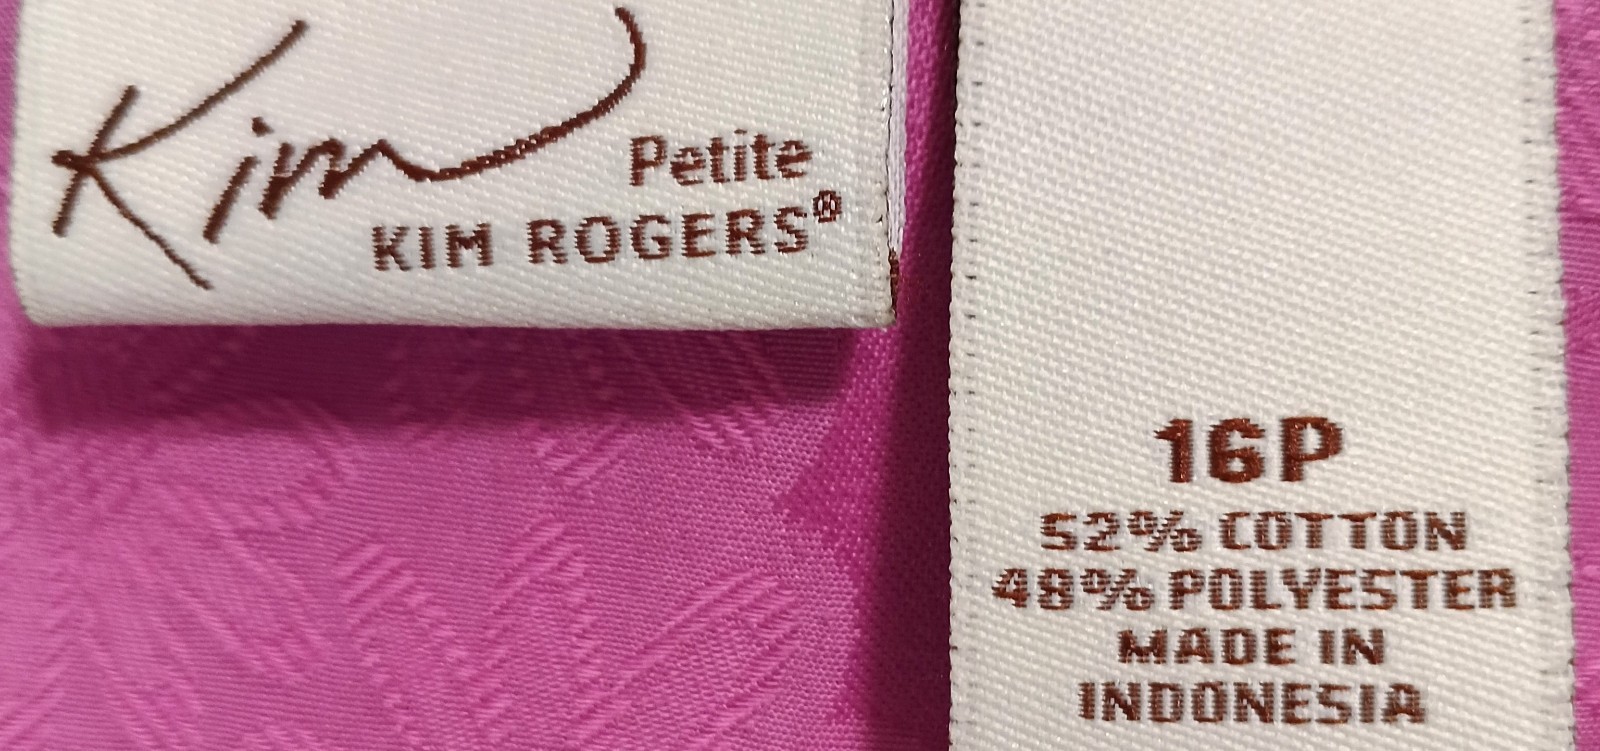 Kim
Petite
KIM ROGERS®
16P
52% COTTON
48% POLYESTER
MADE IN
INDONESIA